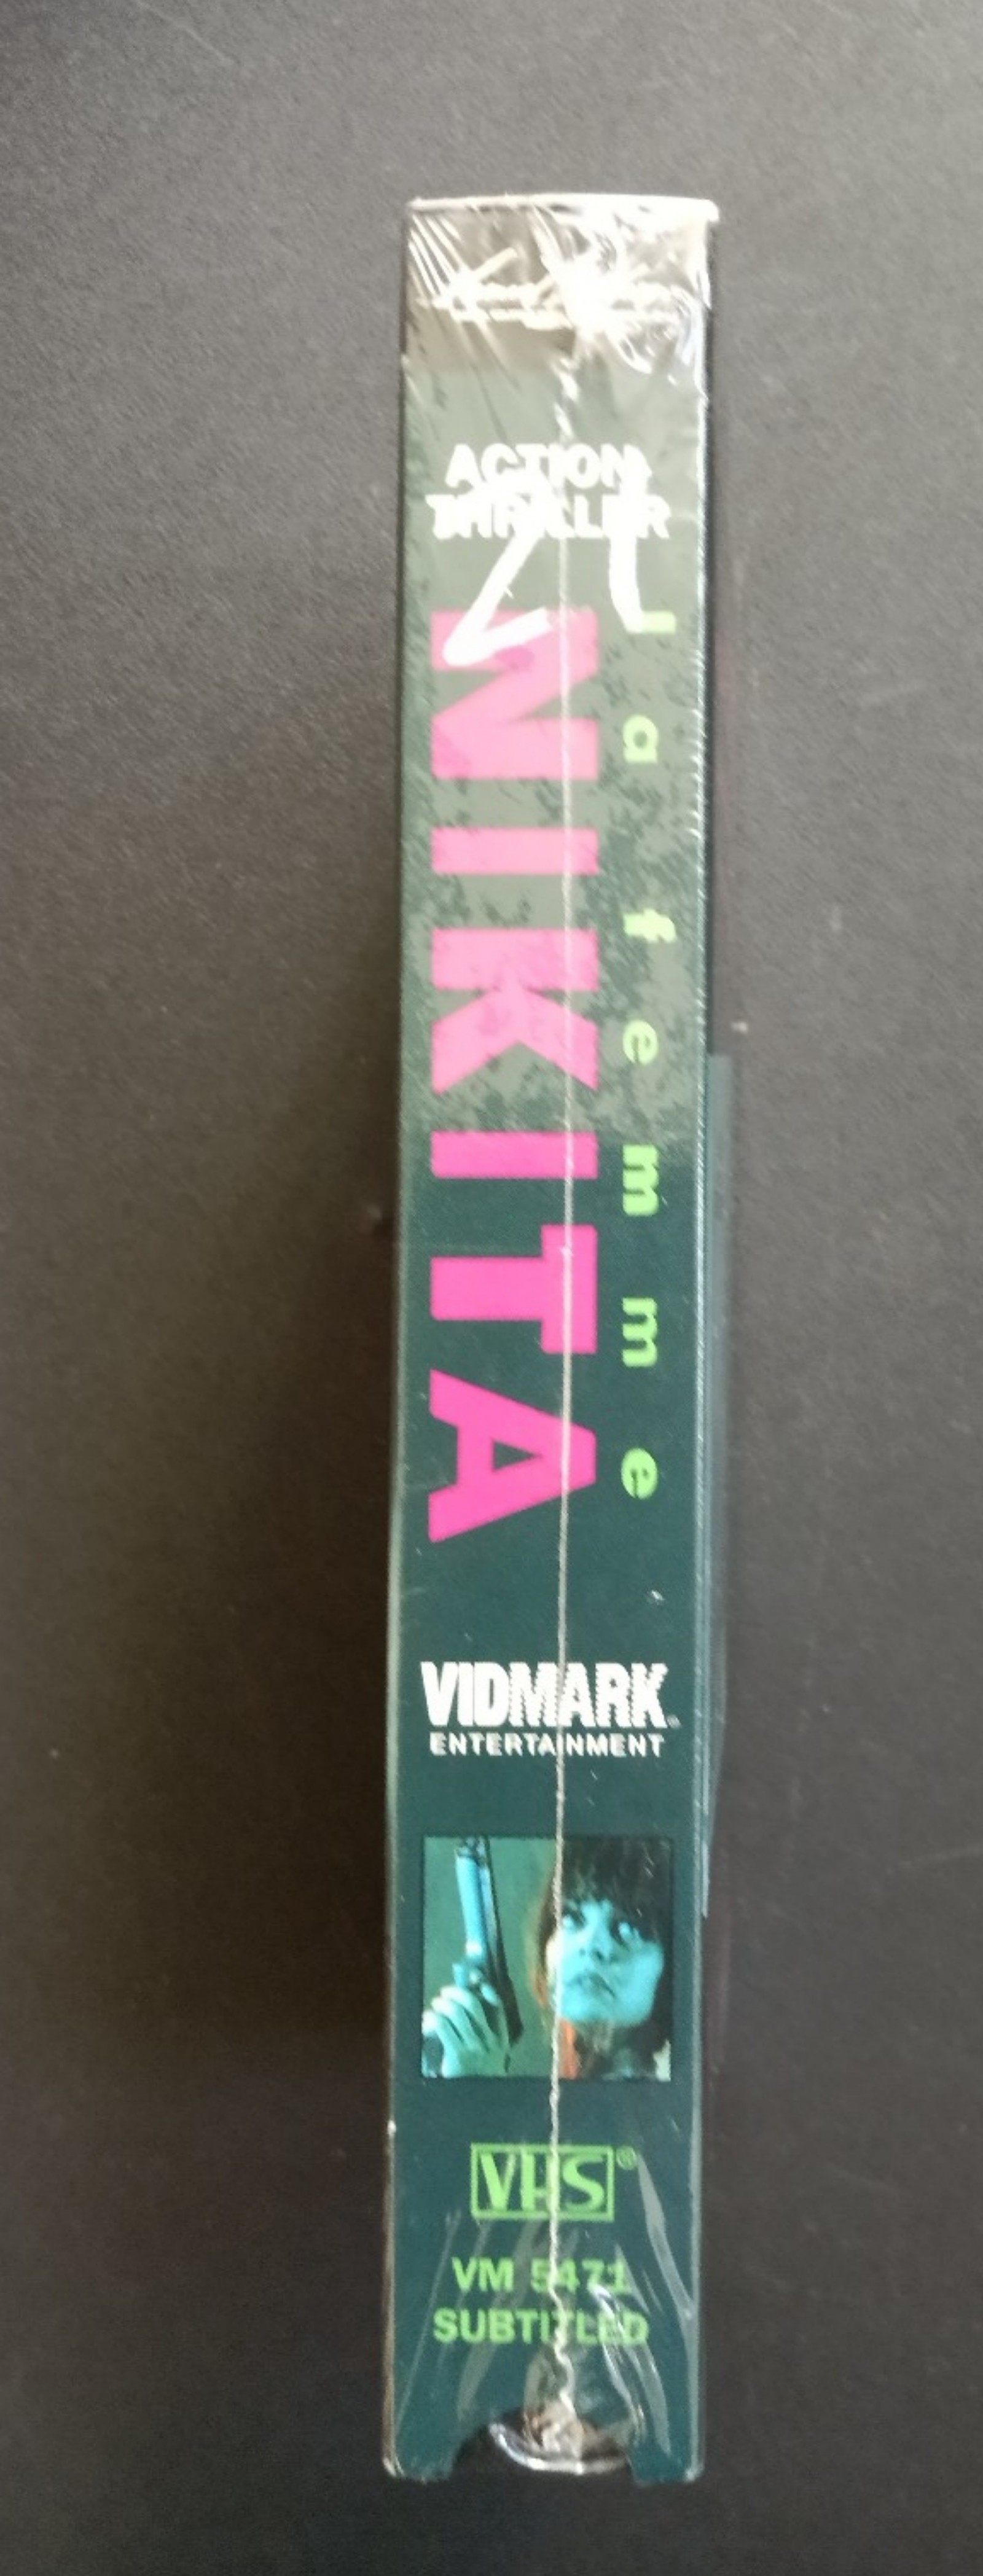 ACTION
THRILLER
la femme
NIKITA
VIDMARK
ENTERTAINMENT
VHS®
VM 5471
SUBTITLED